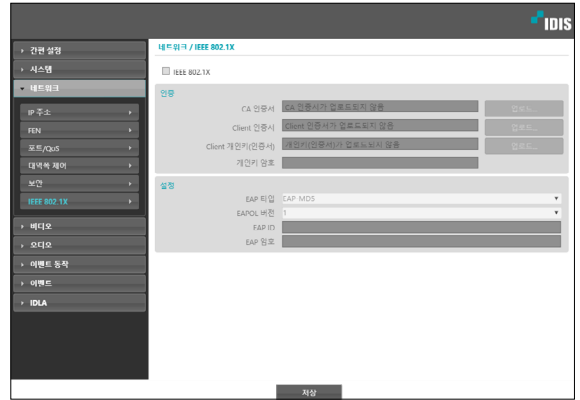 IDIS
간편 설정
시스템
네트워크
IP 주소
FEN
포트/QoS
대역폭 제어
보안
IEEE 802.1X
비디오
오디오
이벤트 동작
이벤트
IDLA
네트워크 / IEEE 802.1X
IEEE 802.1X
인증
CA 인증서 CA 인증서가 업로드되지 않음 업로드...
Client 인증서 Client 인증서가 업로드되지 않음 업로드...
Client 개인키(인증서) 개인키(인증서)가 업로드되지 않음 업로드...
개인키 암호
설정
EAP 타입 EAP MD5
EAPOL 버전 1
EAP ID
EAP 암호
저장